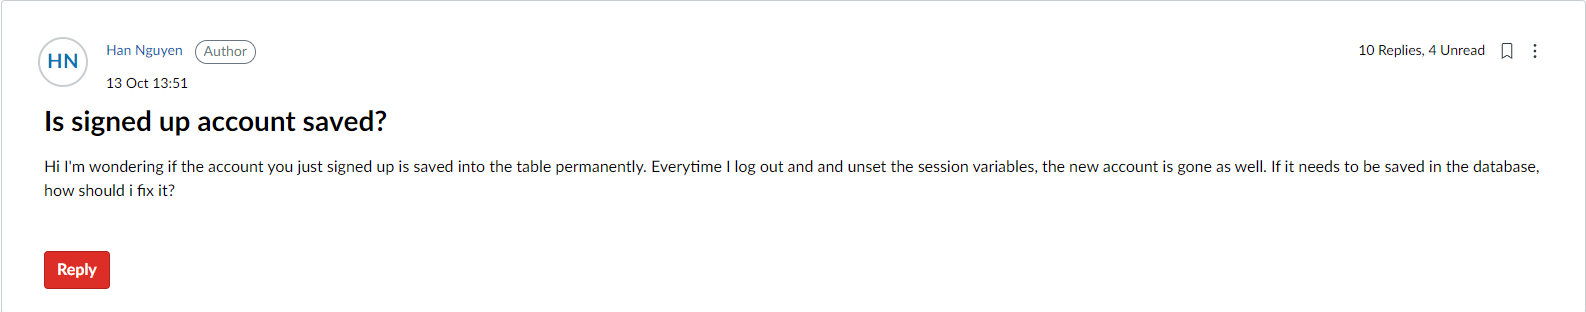 HN
Han Nguyen Author
10 Replies, 4 Unread
13 Oct 13:51
Is signed up account saved?
Hi I'm wondering if the account you just signed up is saved into the table permanently. Everytime I log out and and unset the session variables, the new account is gone as well. If it needs to be saved in the database,
how should i fix it?
Reply